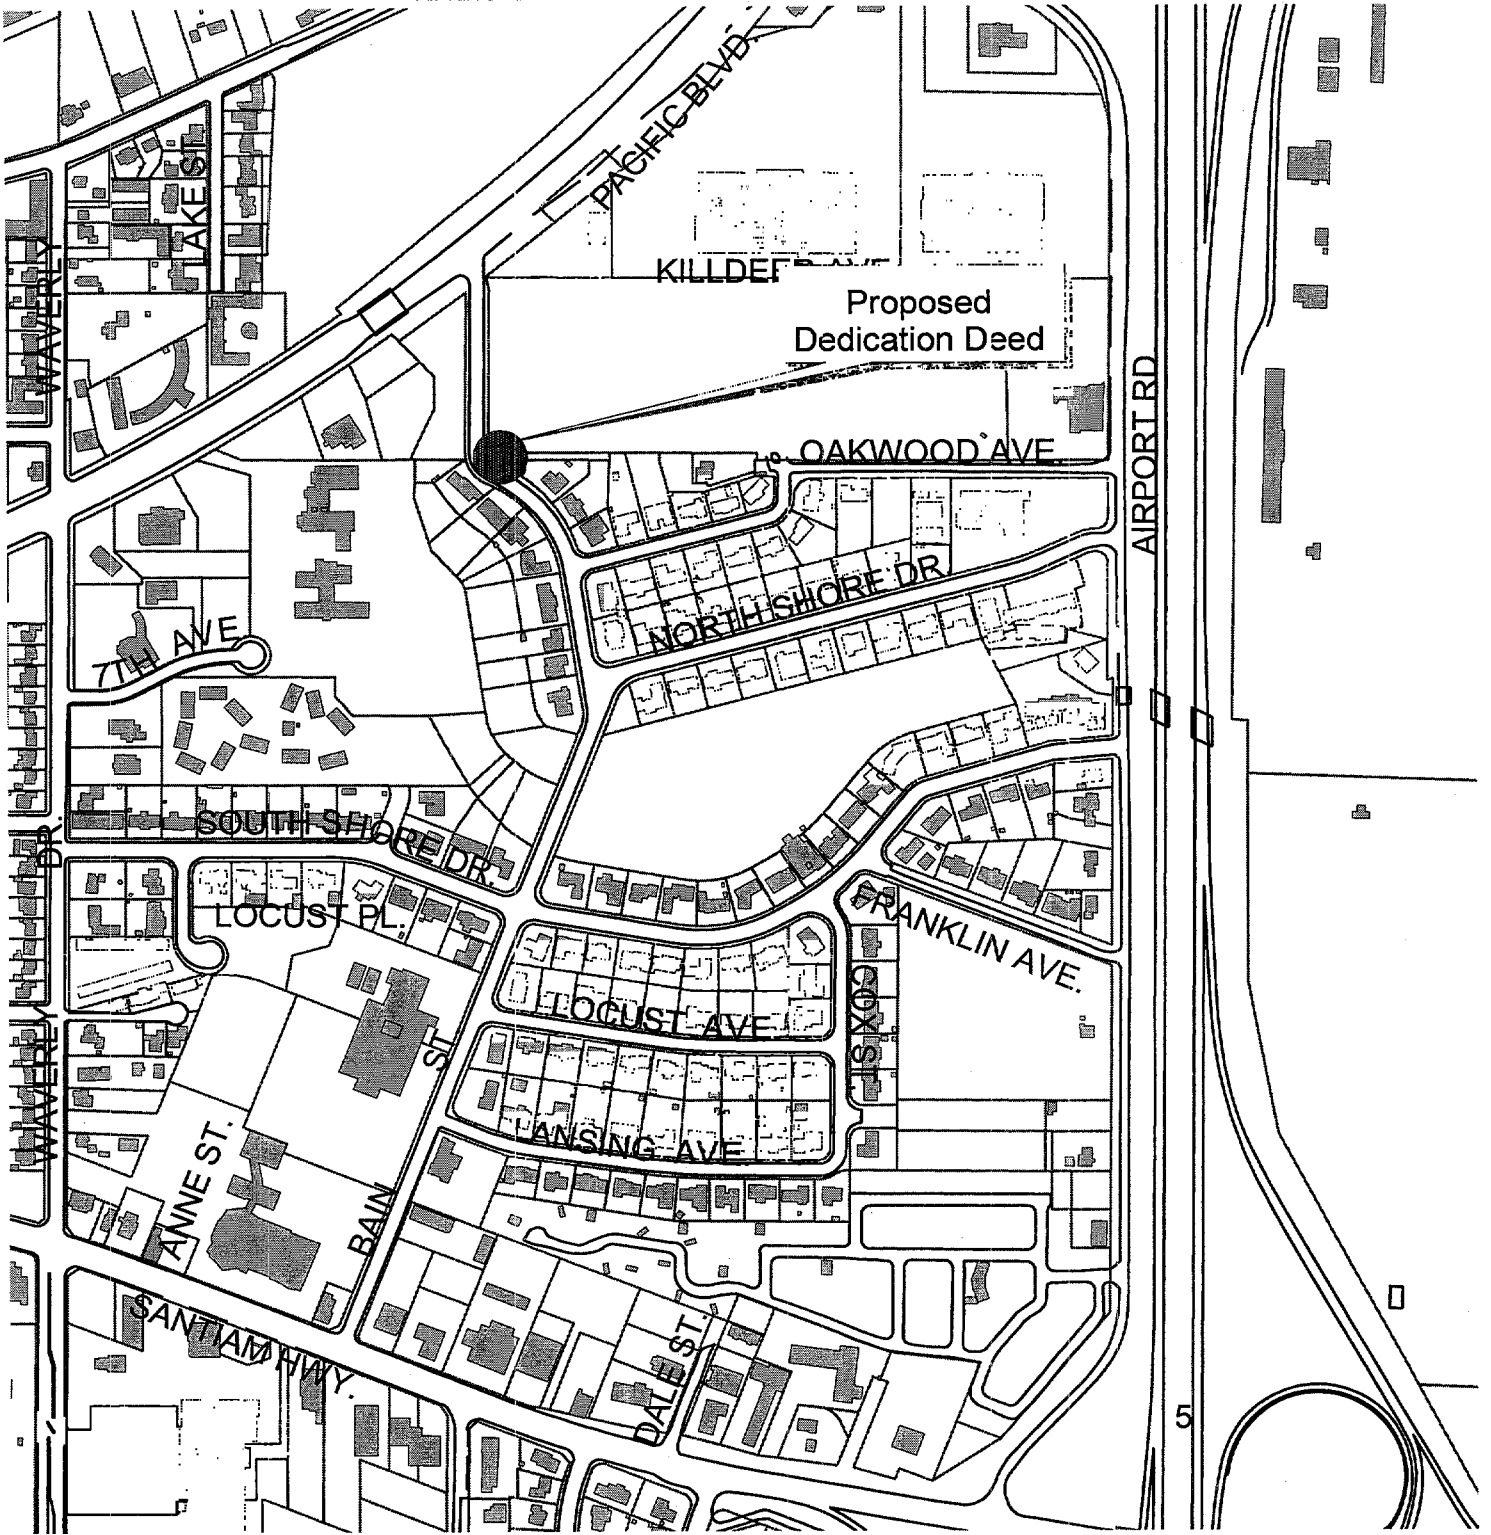 PACIFIC BLVD.
LAKE ST
WAVERLY
Proposed
Dedication Deed
AIRPORT RD
OAKWOOD AVE.
NORTH SHORE DR.
7TH AVE
SOUTH SHORE DR.
DR.
LOCUST PL.
FRANKLIN AVE.
COX ST.
LOCUST AVE
ST.
WAVERLY
LANSING AVE.
ANNE ST.
BAIN
SANTIAM HWY.
DALE ST.
5